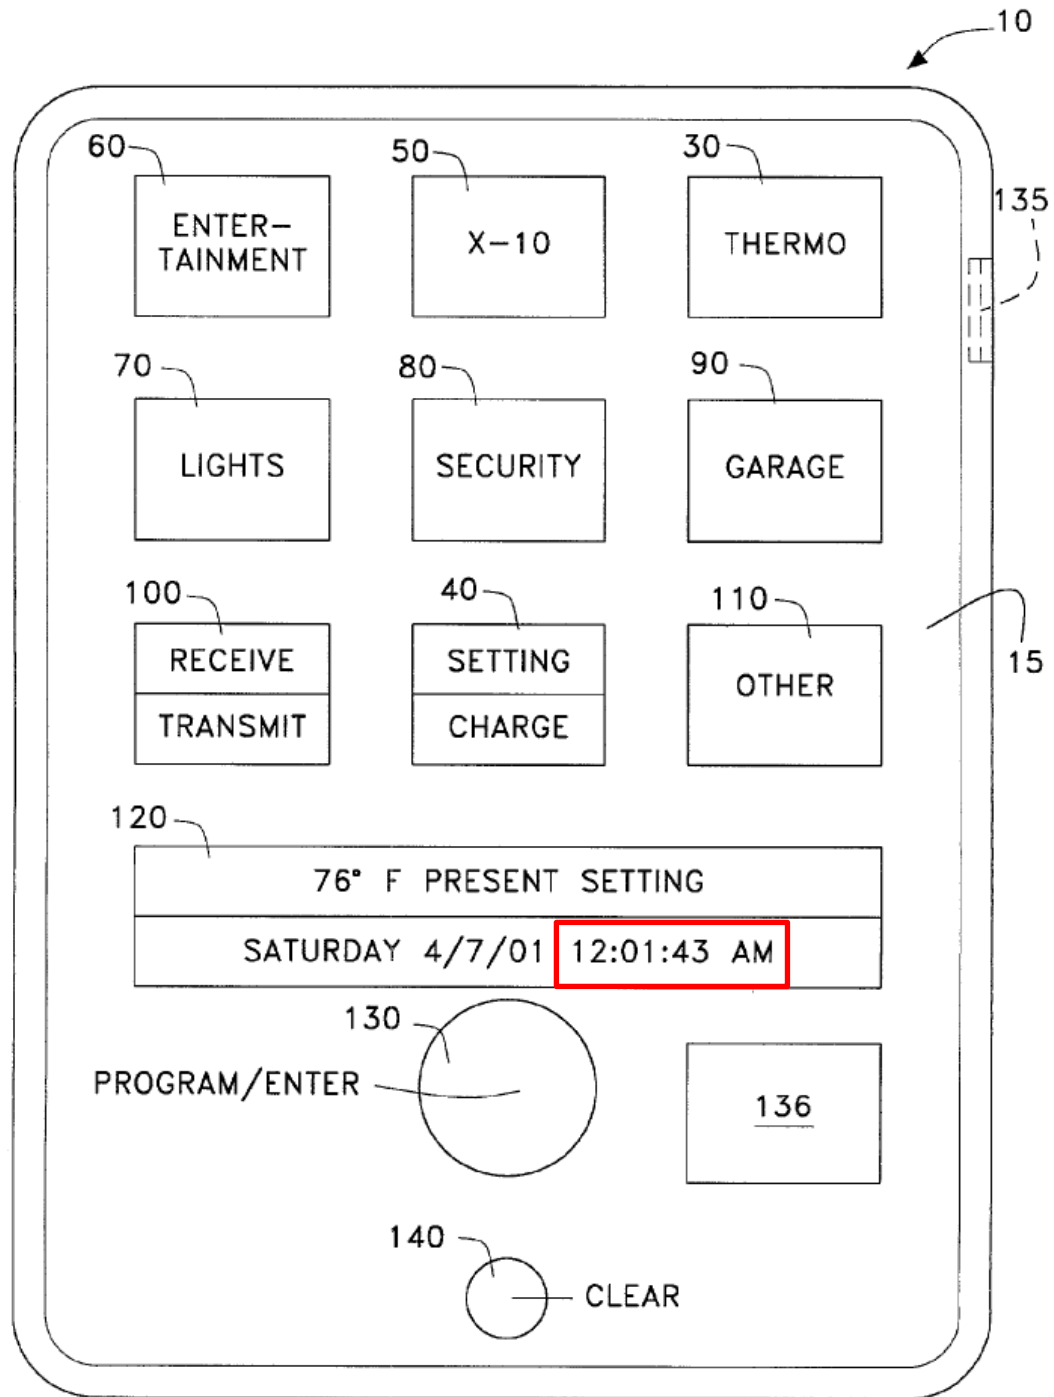 10
60
50
30
135
ENTER-
TAINMENT
X-10
THERMO
70
80
90
LIGHTS
SECURITY
GARAGE
100
40
110
RECEIVE
TRANSMIT
SETTING
CHARGE
OTHER
15
120
76° F PRESENT SETTING
SATURDAY 4/7/01 12:01:43 AM
130
PROGRAM/ENTER
136
140
CLEAR